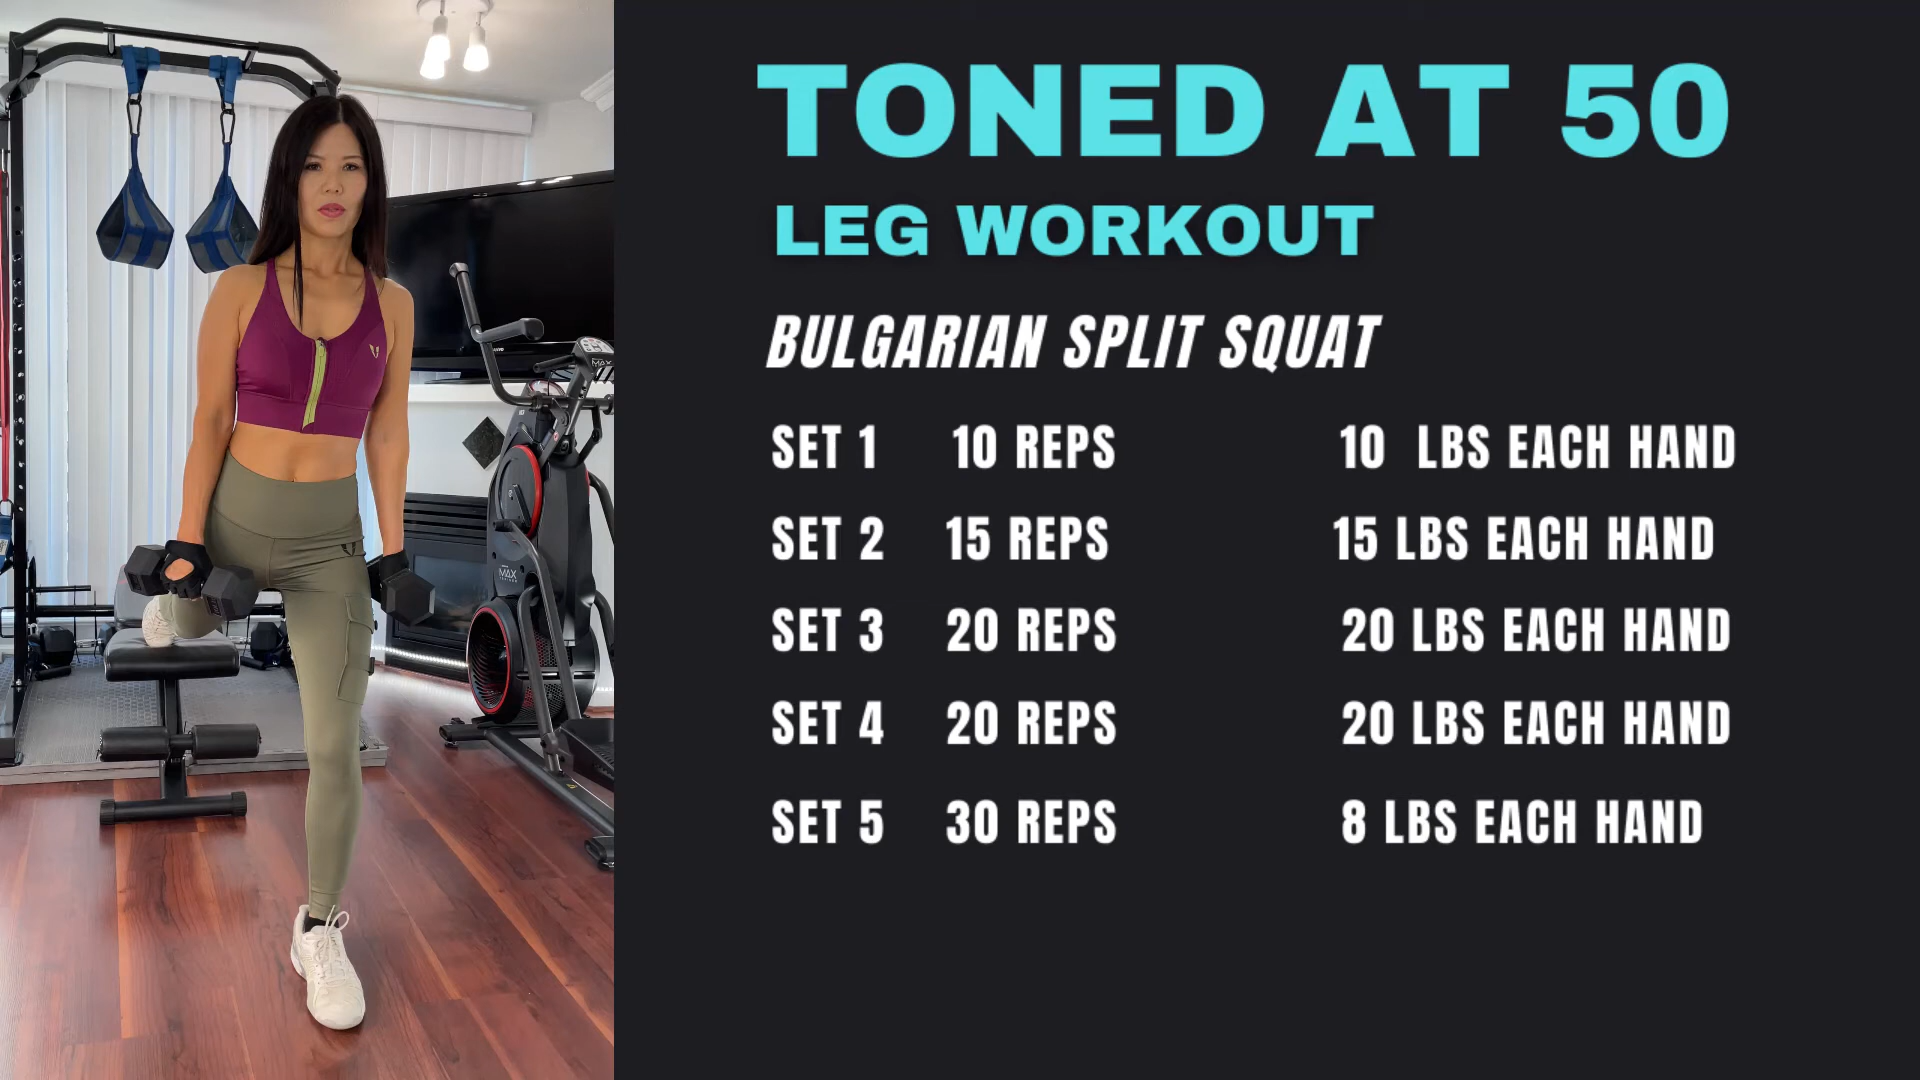 TONED AT 50
LEG WORKOUT
BULGARIAN SPLIT SQUAT
SET 1 10 REPS 10 LBS EACH HAND
SET 2 15 REPS 15 LBS EACH HAND
SET 3 20 REPS 20 LBS EACH HAND
SET 4 20 REPS 20 LBS EACH HAND
SET 5 30 REPS 8 LBS EACH HAND
MAX
MAX